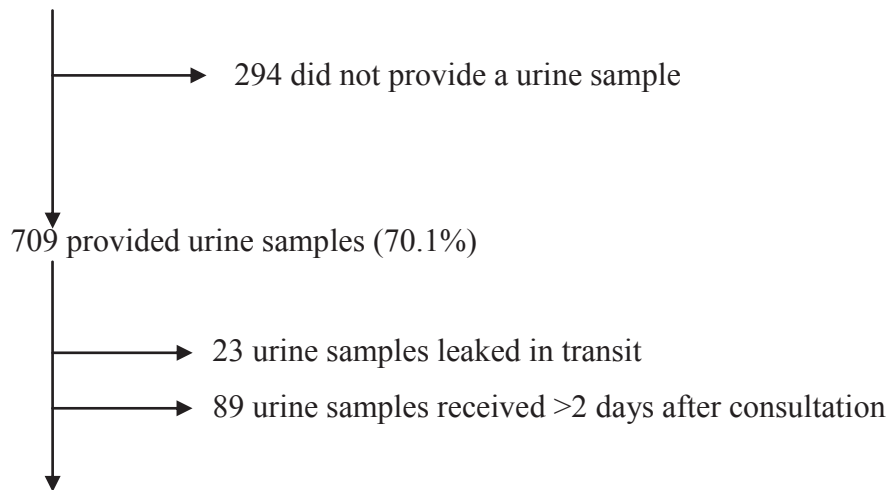 294 did not provide a urine sample
709 provided urine samples (70.1%)
23 urine samples leaked in transit
89 urine samples received >2 days after consultation